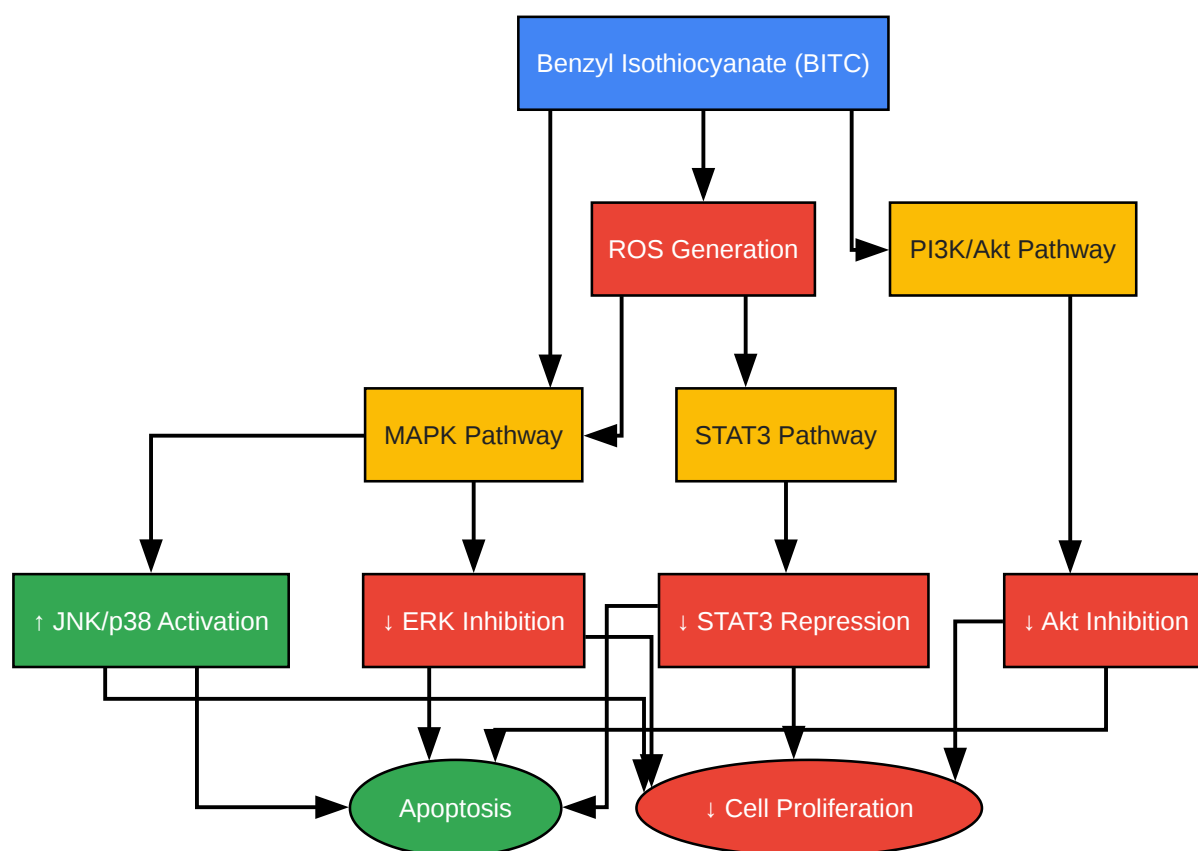 Benzyl Isothiocyanate (BITC)
ROS Generation
PI3K/Akt Pathway
MAPK Pathway
STAT3 Pathway
↑ JNK/p38 Activation
↓ ERK Inhibition
↓ STAT3 Repression
↓ Akt Inhibition
Apoptosis
↓ Cell Proliferation